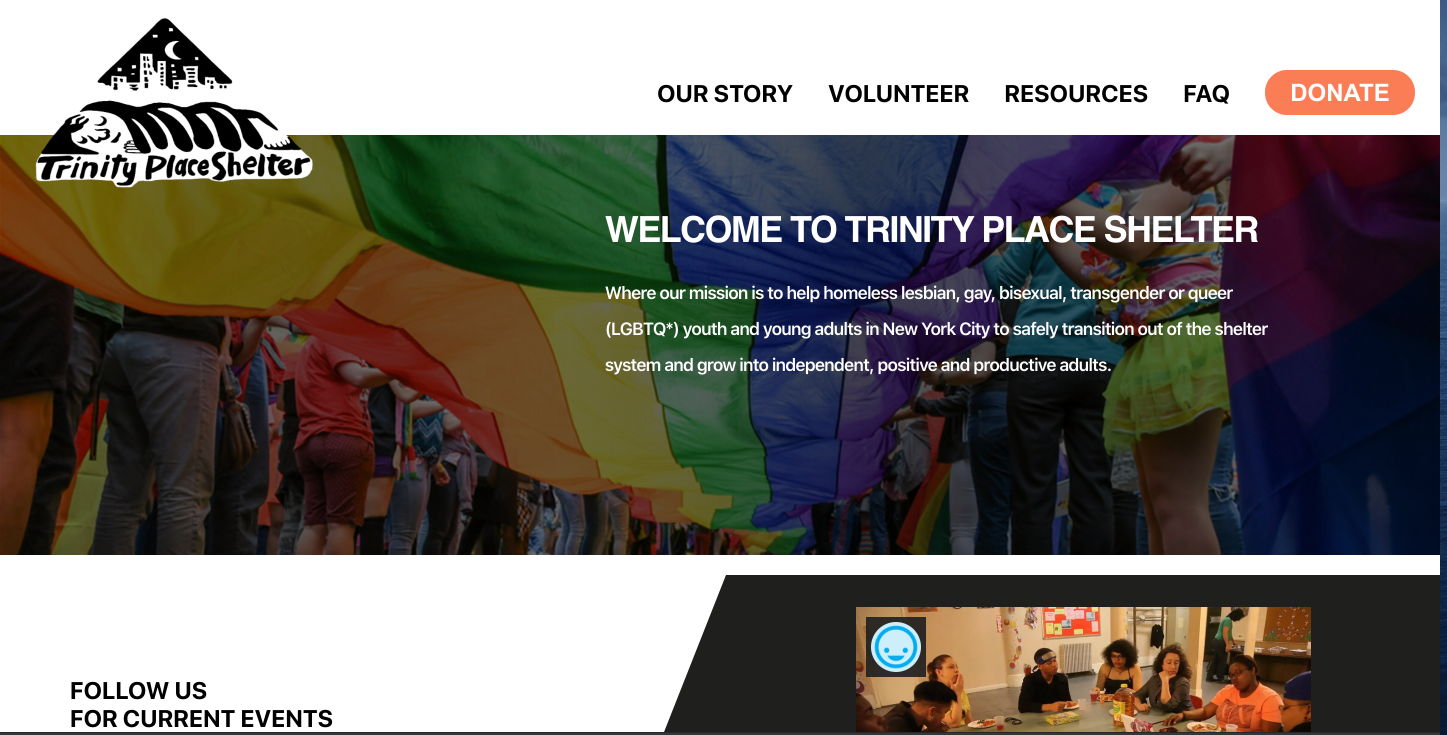 Trinity Place Shelter
OUR STORY VOLUNTEER RESOURCES FAQ DONATE
WELCOME TO TRINITY PLACE SHELTER
Where our mission is to help homeless lesbian, gay, bisexual, transgender or queer
(LGBTQ*) youth and young adults in New York City to safely transition out of the shelter
system and grow into independent, positive and productive adults.
FOLLOW US
FOR CURRENT EVENTS